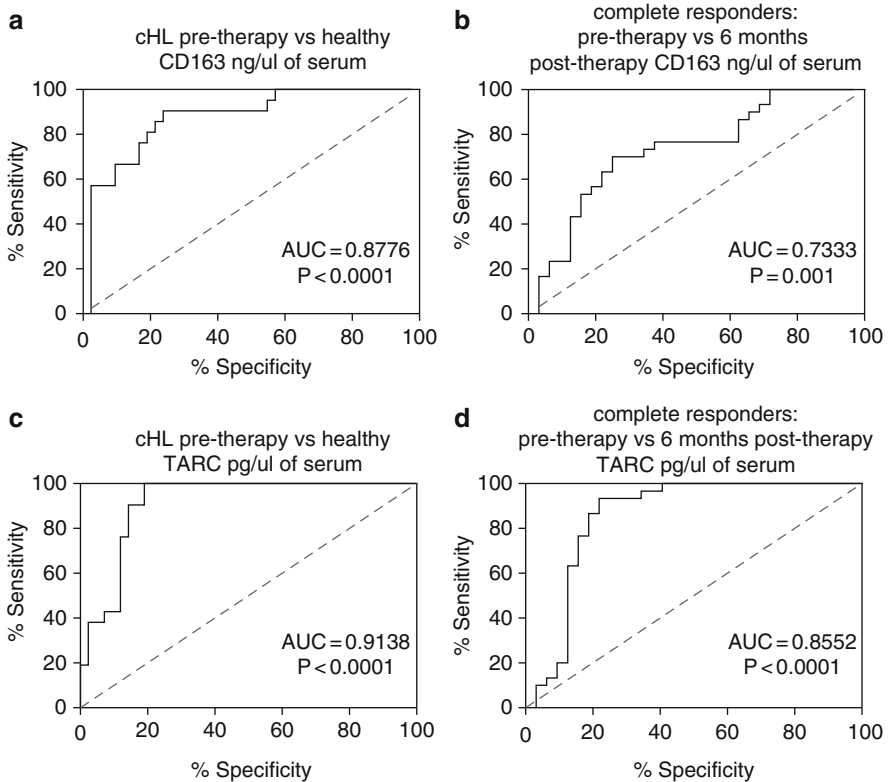 a
cHL pre-therapy vs healthy
CD163 ng/ul of serum
100
80
60
40
20
0
% Sensitivity
AUC = 0.8776
P < 0.0001
0 20 40 60 80 100
% Specificity
b
complete responders:
pre-therapy vs 6 months
post-therapy CD163 ng/ul of serum
100
80
60
40
20
0
% Sensitivity
AUC = 0.7333
P = 0.001
0 20 40 60 80 100
% Specificity
c
cHL pre-therapy vs healthy
TARC pg/ul of serum
100
80
60
40
20
0
% Sensitivity
AUC = 0.9138
P < 0.0001
0 20 40 60 80 100
% Specificity
d
complete responders:
pre-therapy vs 6 months post-therapy
TARC pg/ul of serum
100
80
60
40
20
0
% Sensitivity
AUC = 0.8552
P < 0.0001
0 20 40 60 80 100
% Specificity